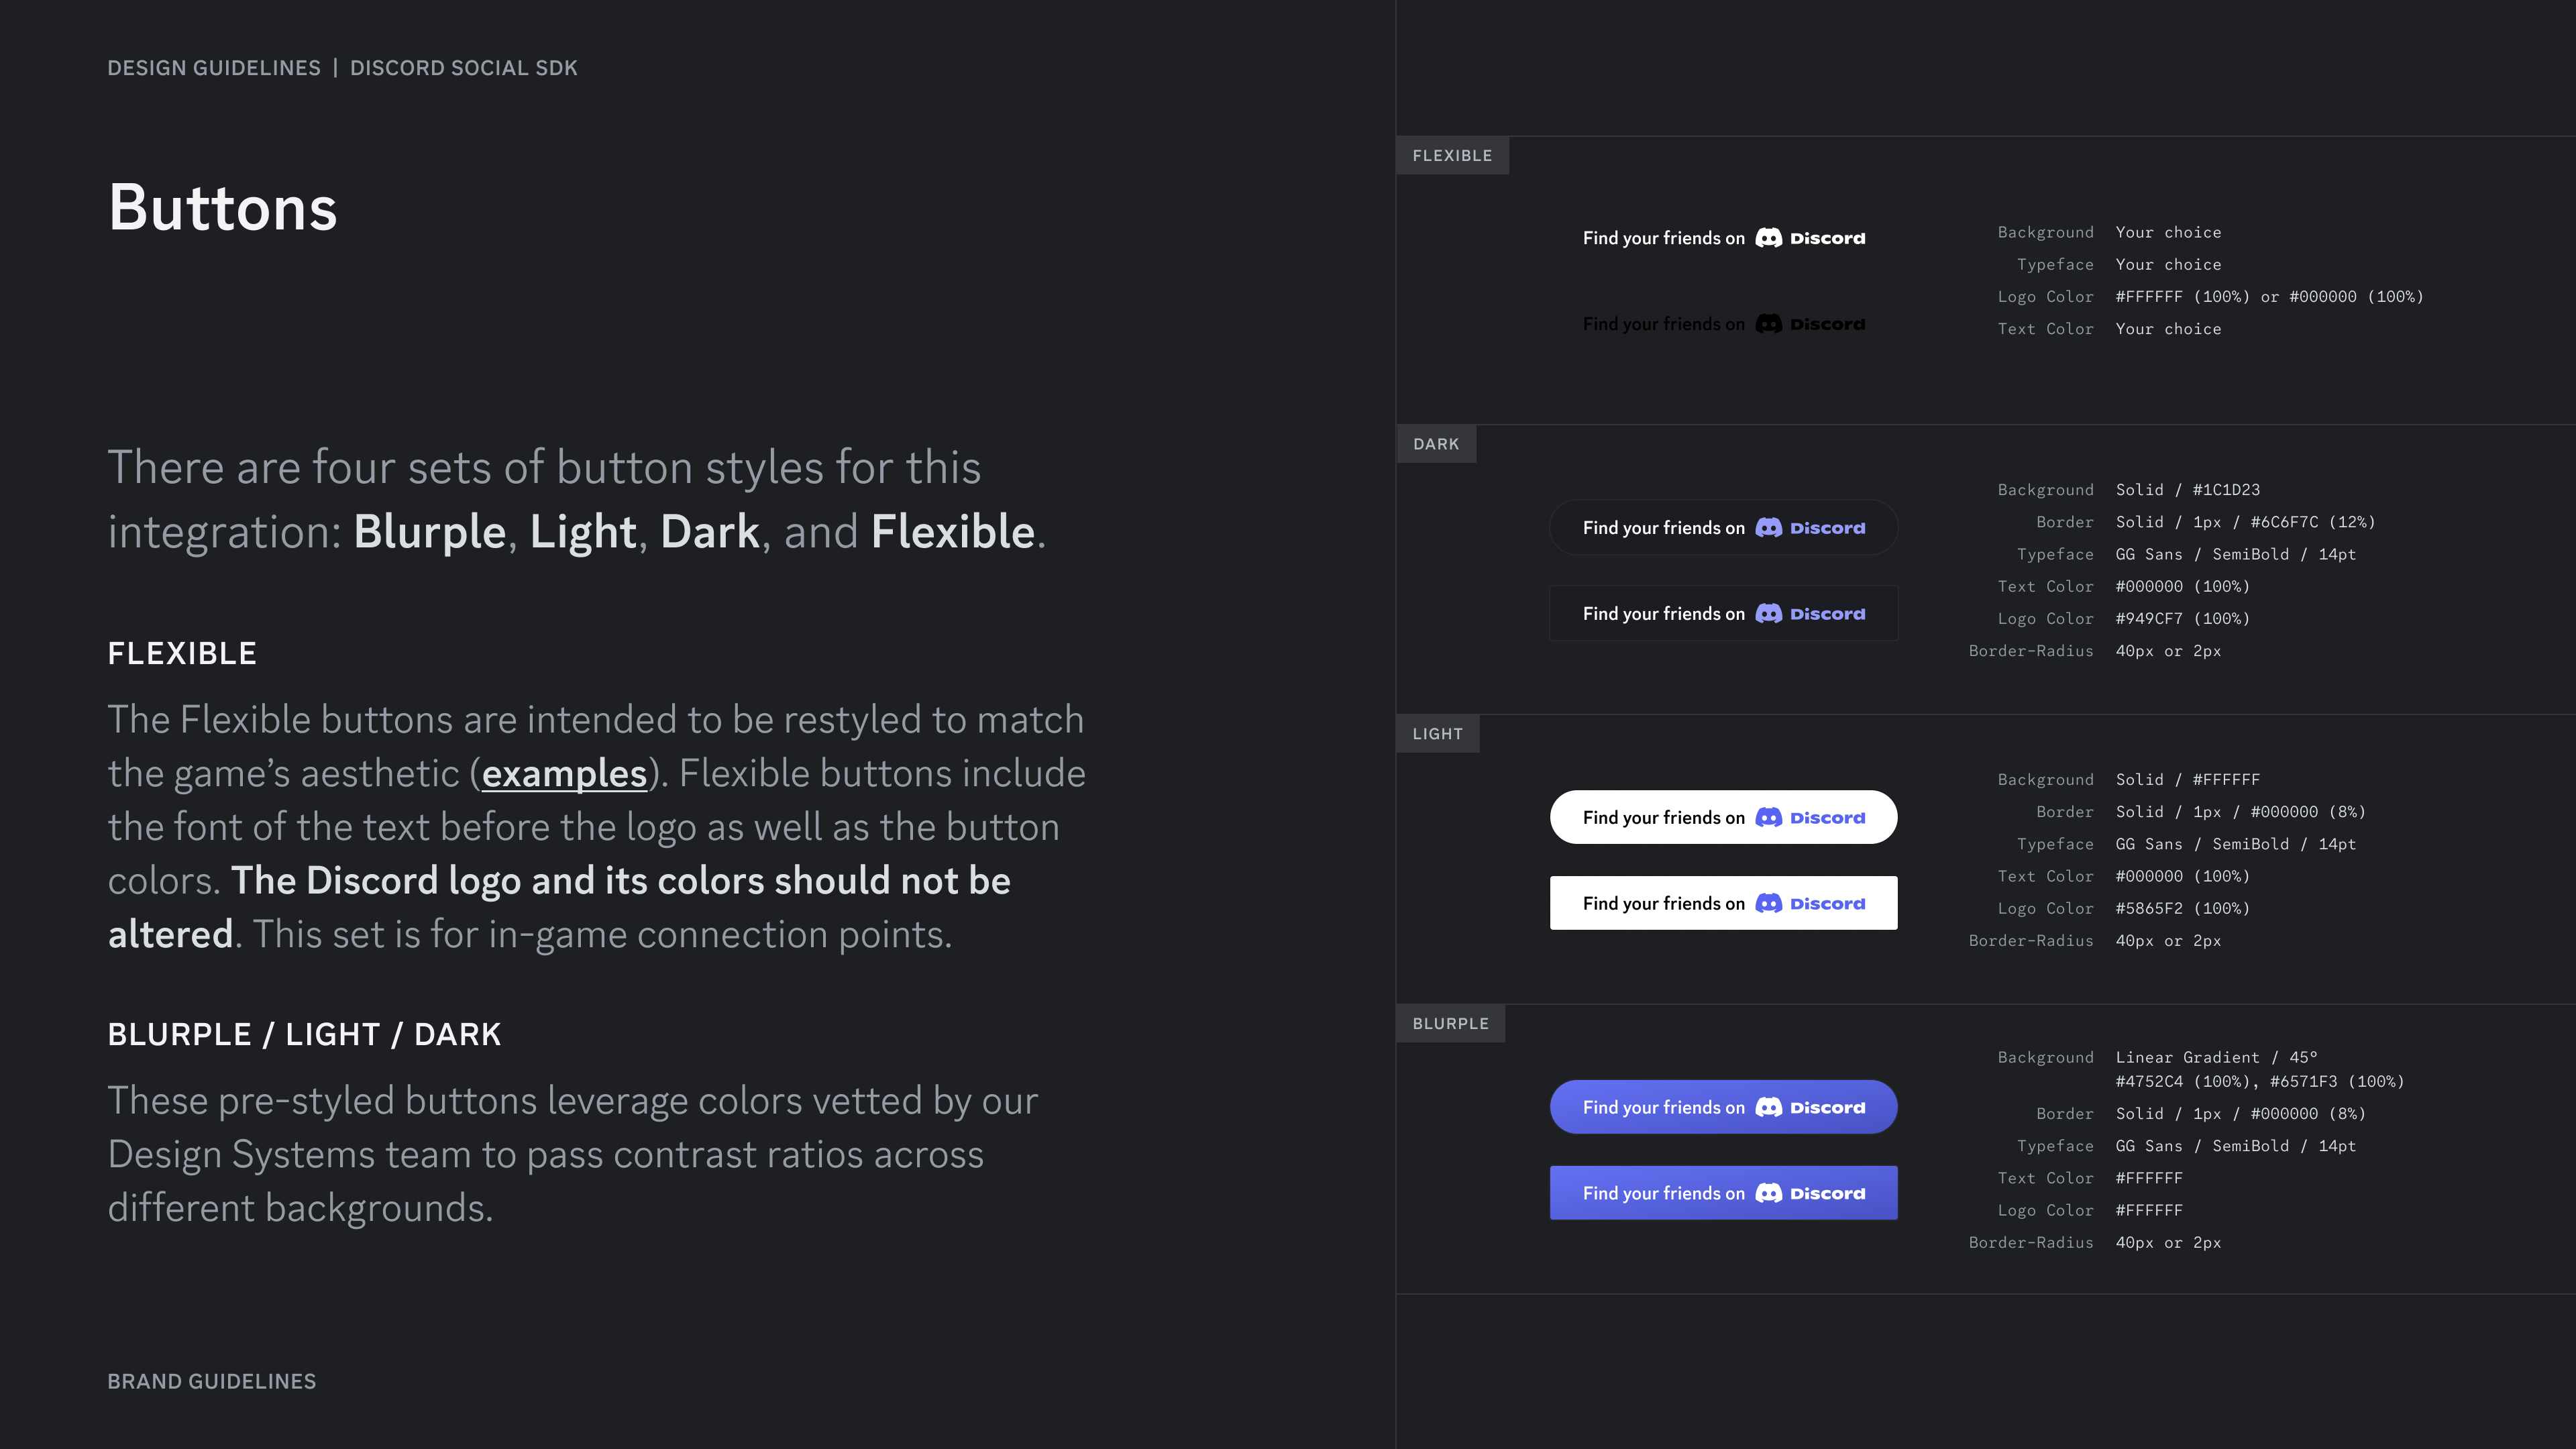 DESIGN GUIDELINES | DISCORD SOCIAL SDK
Buttons
There are four sets of button styles for this
integration: Blurple, Light, Dark, and Flexible.
FLEXIBLE
The Flexible buttons are intended to be restyled to match
the game’s aesthetic (examples). Flexible buttons include
the font of the text before the logo as well as the button
colors. The Discord logo and its colors should not be
altered. This set is for in-game connection points.
BLURPLE / LIGHT / DARK
These pre-styled buttons leverage colors vetted by our
Design Systems team to pass contrast ratios across
different backgrounds.
BRAND GUIDELINES
FLEXIBLE
Find your friends on Discord
Find your friends on Discord
Background Your choice
Typeface Your choice
Logo Color #FFFFFF (100%) or #000000 (100%)
Text Color Your choice
DARK
Find your friends on Discord
Find your friends on Discord
Background Solid / #1C1D23
Border Solid / 1px / #6C6F7C (12%)
Typeface GG Sans / SemiBold / 14pt
Text Color #000000 (100%)
Logo Color #949CF7 (100%)
Border-Radius 40px or 2px
LIGHT
Find your friends on Discord
Find your friends on Discord
Background Solid / #FFFFFF
Border Solid / 1px / #000000 (8%)
Typeface GG Sans / SemiBold / 14pt
Text Color #000000 (100%)
Logo Color #5865F2 (100%)
Border-Radius 40px or 2px
BLURPLE
Find your friends on Discord
Find your friends on Discord
Background Linear Gradient / 45º
#4752C4 (100%), #6571F3 (100%)
Border Solid / 1px / #000000 (8%)
Typeface GG Sans / SemiBold / 14pt
Text Color #FFFFFF
Logo Color #FFFFFF
Border-Radius 40px or 2px